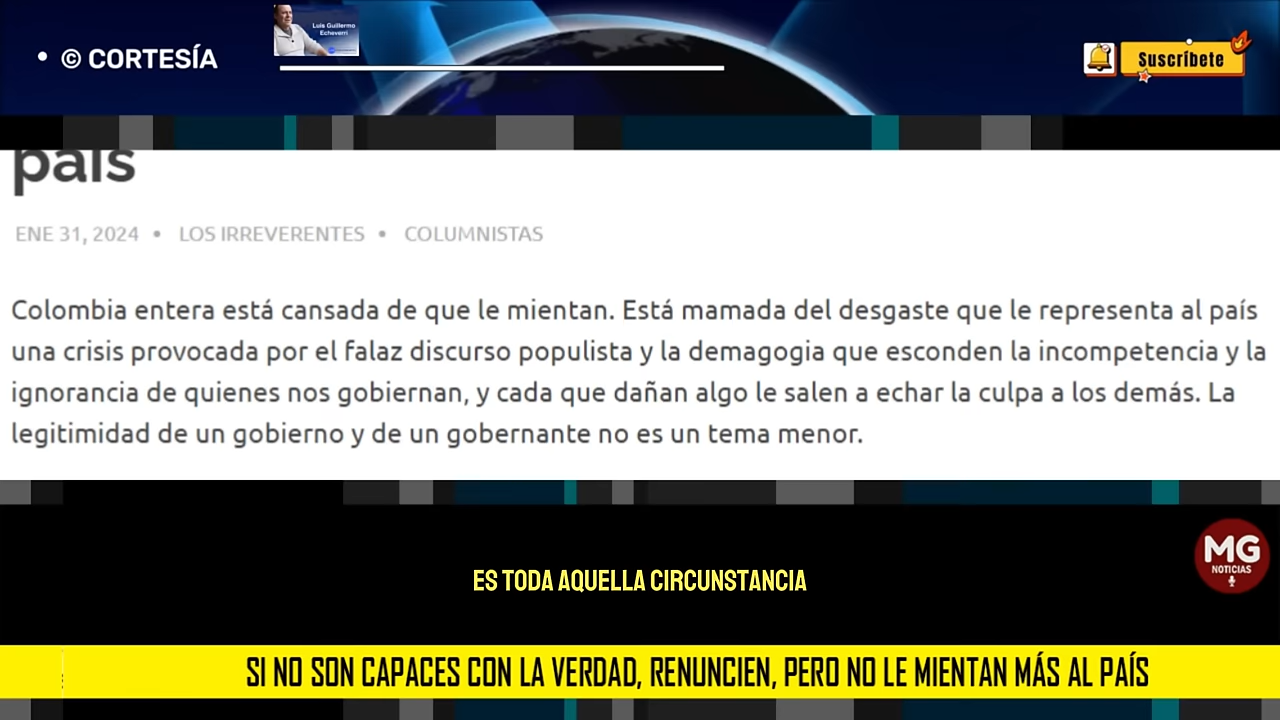 • © CORTESÍA
Luis Guillermo
Echeverri
Suscríbete
país
ENE 31, 2024 • LOS IRREVERENTES • COLUMNISTAS
Colombia entera está cansada de que le mientan. Está mamada del desgaste que le representa al país
una crisis provocada por el falaz discurso populista y la demagogia que esconden la incompetencia y la
ignorancia de quienes nos gobiernan, y cada que dañan algo le salen a echar la culpa a los demás. La
legitimidad de un gobierno y de un gobernante no es un tema menor.
MG
NOTICIAS
ES TODA AQUELLA CIRCUNSTANCIA
SI NO SON CAPACES CON LA VERDAD, RENUNCIEN, PERO NO LE MIENTAN MÁS AL PAÍS